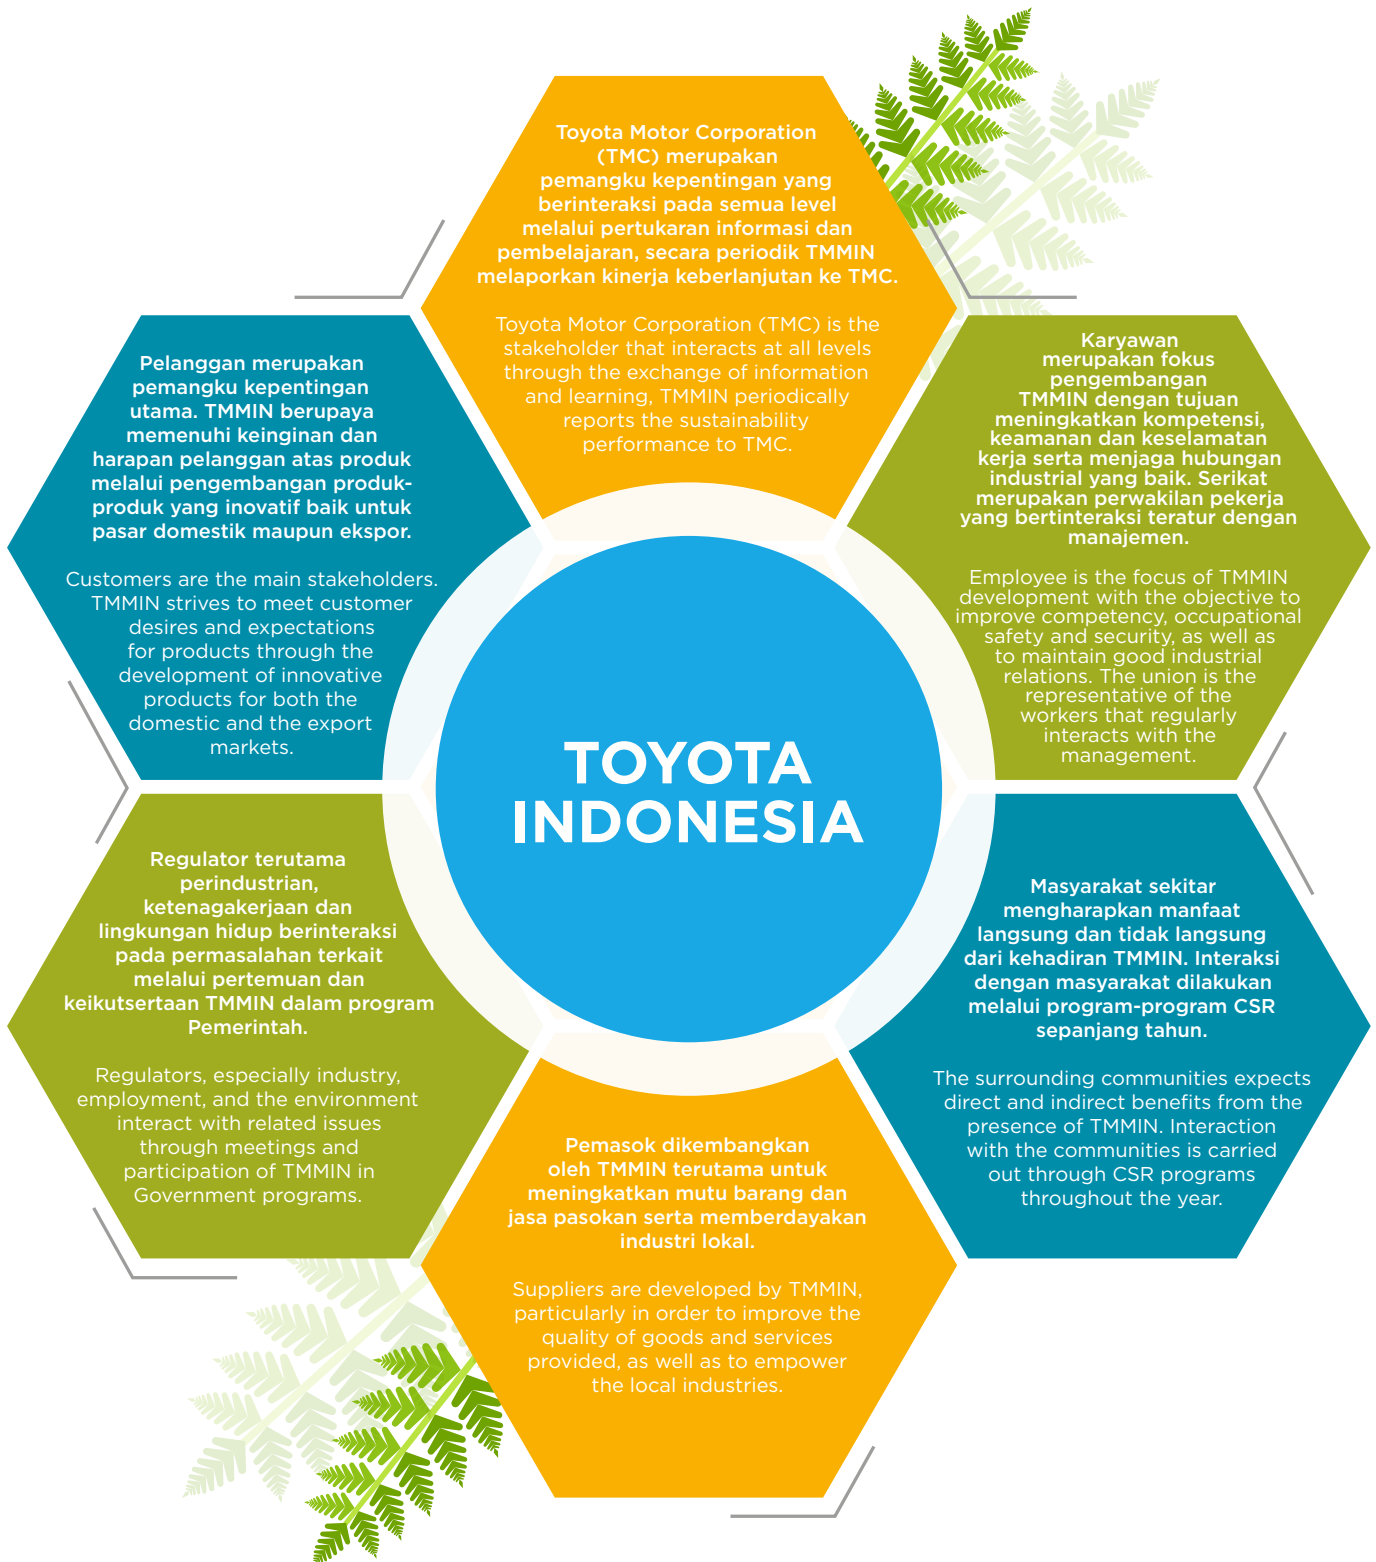 Toyota Motor Corporation
(TMC) merupakan
pemangku kepentingan yang
berinteraksi pada semua level
melalui pertukaran informasi dan
pembelajaran, secara periodik TMMIN
melaporkan kinerja keberlanjutan ke TMC.
Toyota Motor Corporation (TMC) is the
stakeholder that interacts at all levels
through the exchange of information
and learning, TMMIN periodically
reports the sustainability
performance to TMC.
Pelanggan merupakan
pemangku kepentingan
utama. TMMIN berupaya
memenuhi keinginan dan
harapan pelanggan atas produk
melalui pengembangan produk-
produk yang inovatif baik untuk
pasar domestik maupun ekspor.
Customers are the main stakeholders.
TMMIN strives to meet customer
desires and expectations
for products through the
development of innovative
products for both the
domestic and the export
markets.
Karyawan
merupakan fokus
pengembangan
TMMIN dengan tujuan
meningkatkan kompetensi,
keamanan dan keselamatan
kerja serta menjaga hubungan
industrial yang baik. Serikat
merupakan perwakilan pekerja
yang bertinteraksi teratur dengan
manajemen.
Employee is the focus of TMMIN
development with the objective to
improve competency, occupational
safety and security, as well as
to maintain good industrial
relations. The union is the
representative of the
workers that regularly
interacts with the
management.
TOYOTA
INDONESIA
Regulator terutama
perindustrian,
ketenagakerjaan dan
lingkungan hidup berinteraksi
pada permasalahan terkait
melalui pertemuan dan
keikutsertaan TMMIN dalam program
Pemerintah.
Regulators, especially industry,
employment, and the environment
interact with related issues
through meetings and
participation of TMMIN in
Government programs.
Masyarakat sekitar
mengharapkan manfaat
langsung dan tidak langsung
dari kehadiran TMMIN. Interaksi
dengan masyarakat dilakukan
melalui program-program CSR
sepanjang tahun.
The surrounding communities expects
direct and indirect benefits from the
presence of TMMIN. Interaction
with the communities is carried
out through CSR programs
throughout the year.
Pemasok dikembangkan
oleh TMMIN terutama untuk
meningkatkan mutu barang dan
jasa pasokan serta memberdayakan
industri lokal.
Suppliers are developed by TMMIN,
particularly in order to improve the
quality of goods and services
provided, as well as to empower
the local industries.